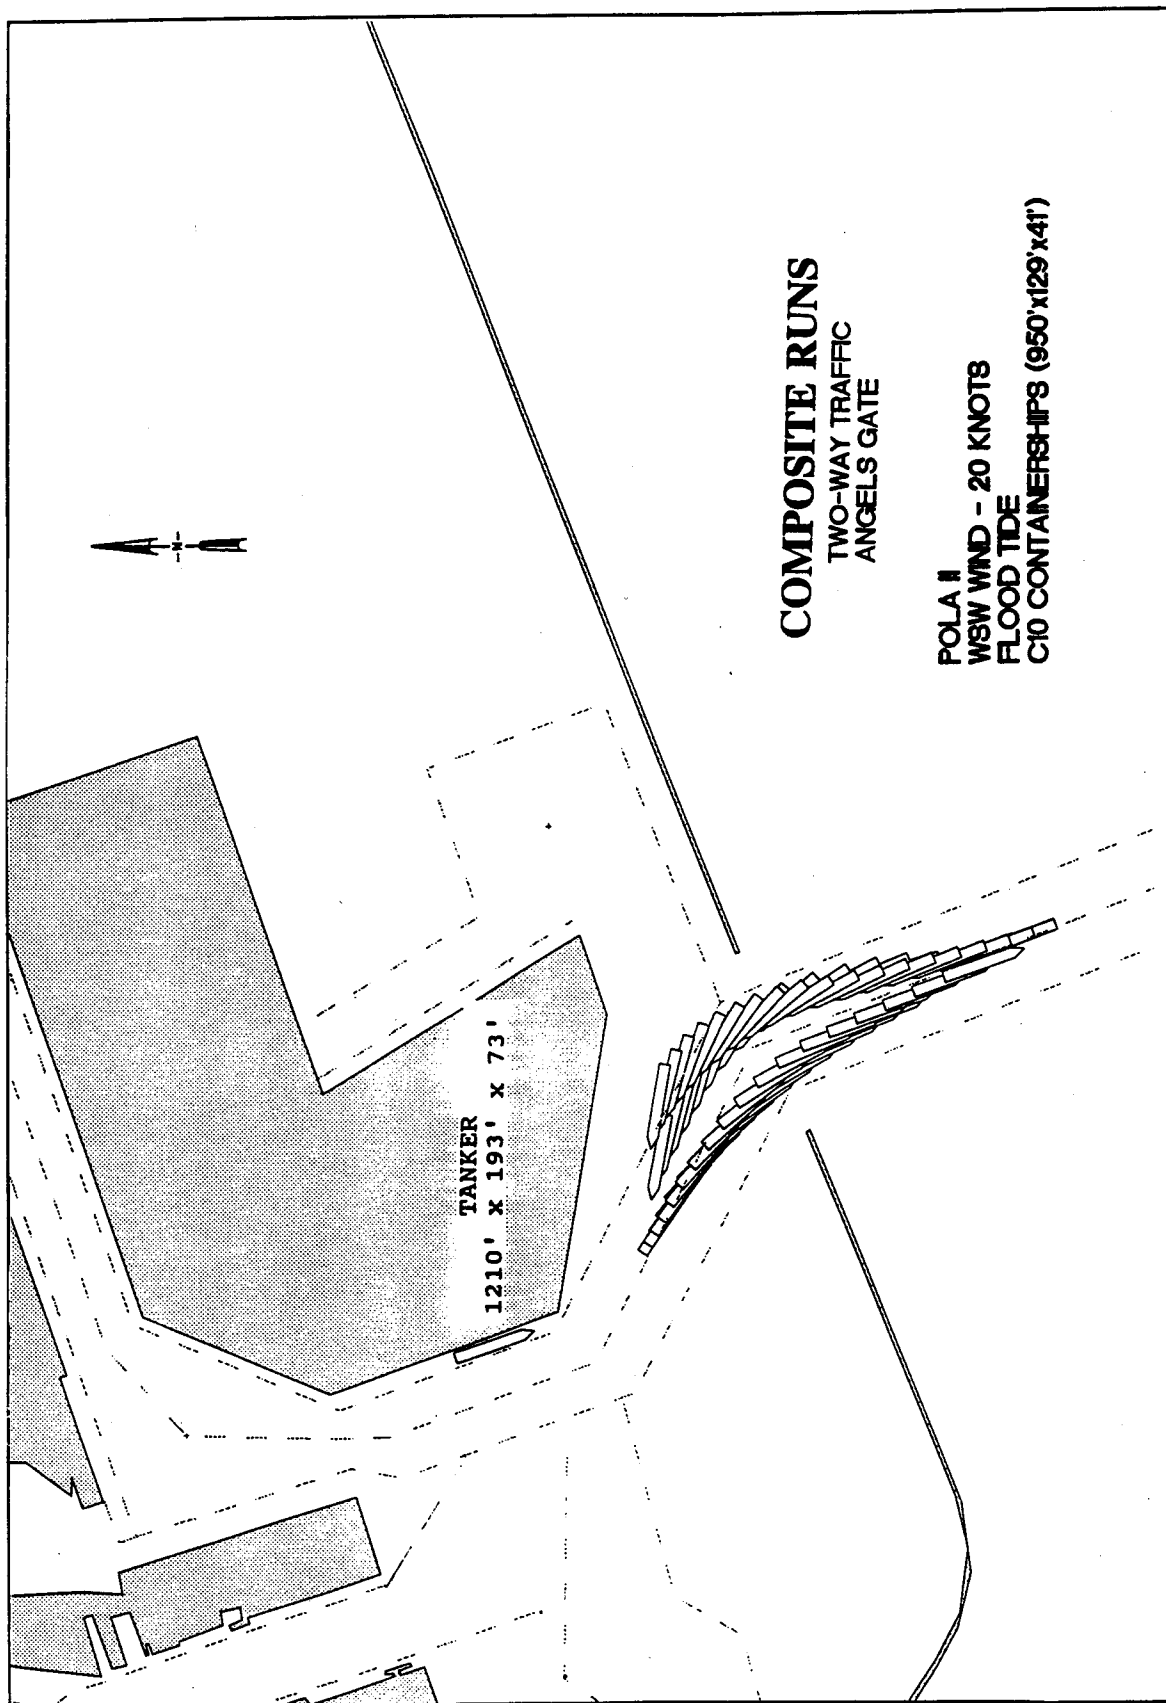 -N-
TANKER
1210' x 193' x 73'
COMPOSITE RUNS
TWO-WAY TRAFFIC
ANGELS GATE
WSW WIND - 20 KNOTS
FLOOD TIDE
C10 CONTAINERSHIPS (950'x129'x41')
POLA